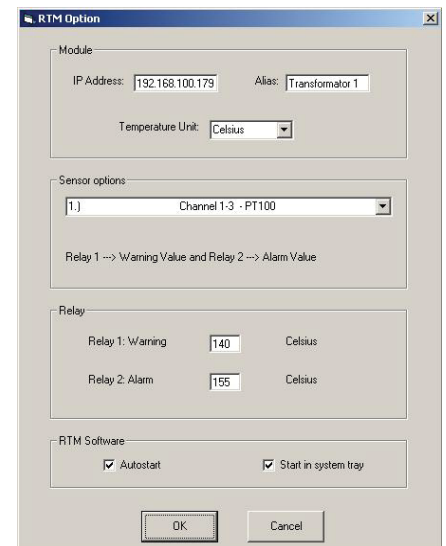 RTM Option
Module
IP Address: 192.168.100.179 Alias: Transformator 1
Temperature Unit: Celsius
Sensor options
1.) Channel 1-3 - PT100
Relay 1 ---> Warning Value and Relay 2 ---> Alarm Value
Relay
Relay 1: Warning 140 Celsius
Relay 2: Alarm 155 Celsius
RTM Software
Autostart Start in system tray
OK Cancel